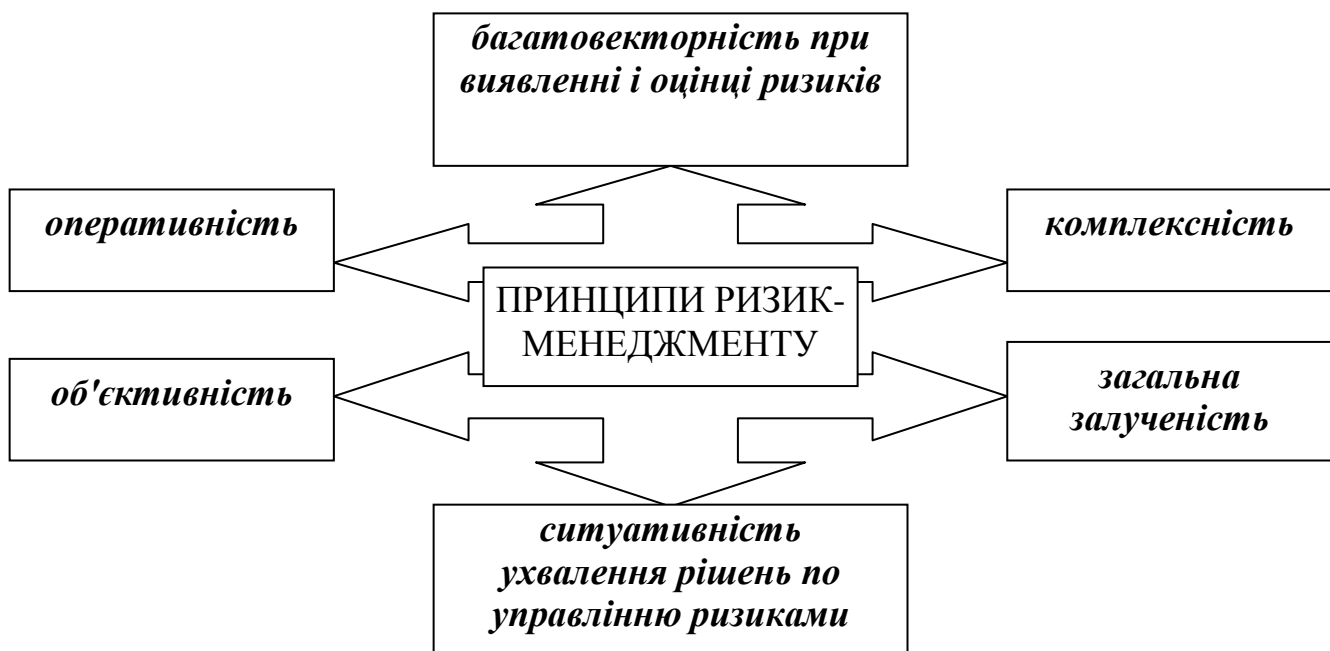 багатовекторність при
виявленні і оцінці ризиків
оперативність
комплексність
ПРИНЦИПИ РИЗИК-
МЕНЕДЖМЕНТУ
об'єктивність
загальна
залученість
ситуативність
ухвалення рішень по
управлінню ризиками